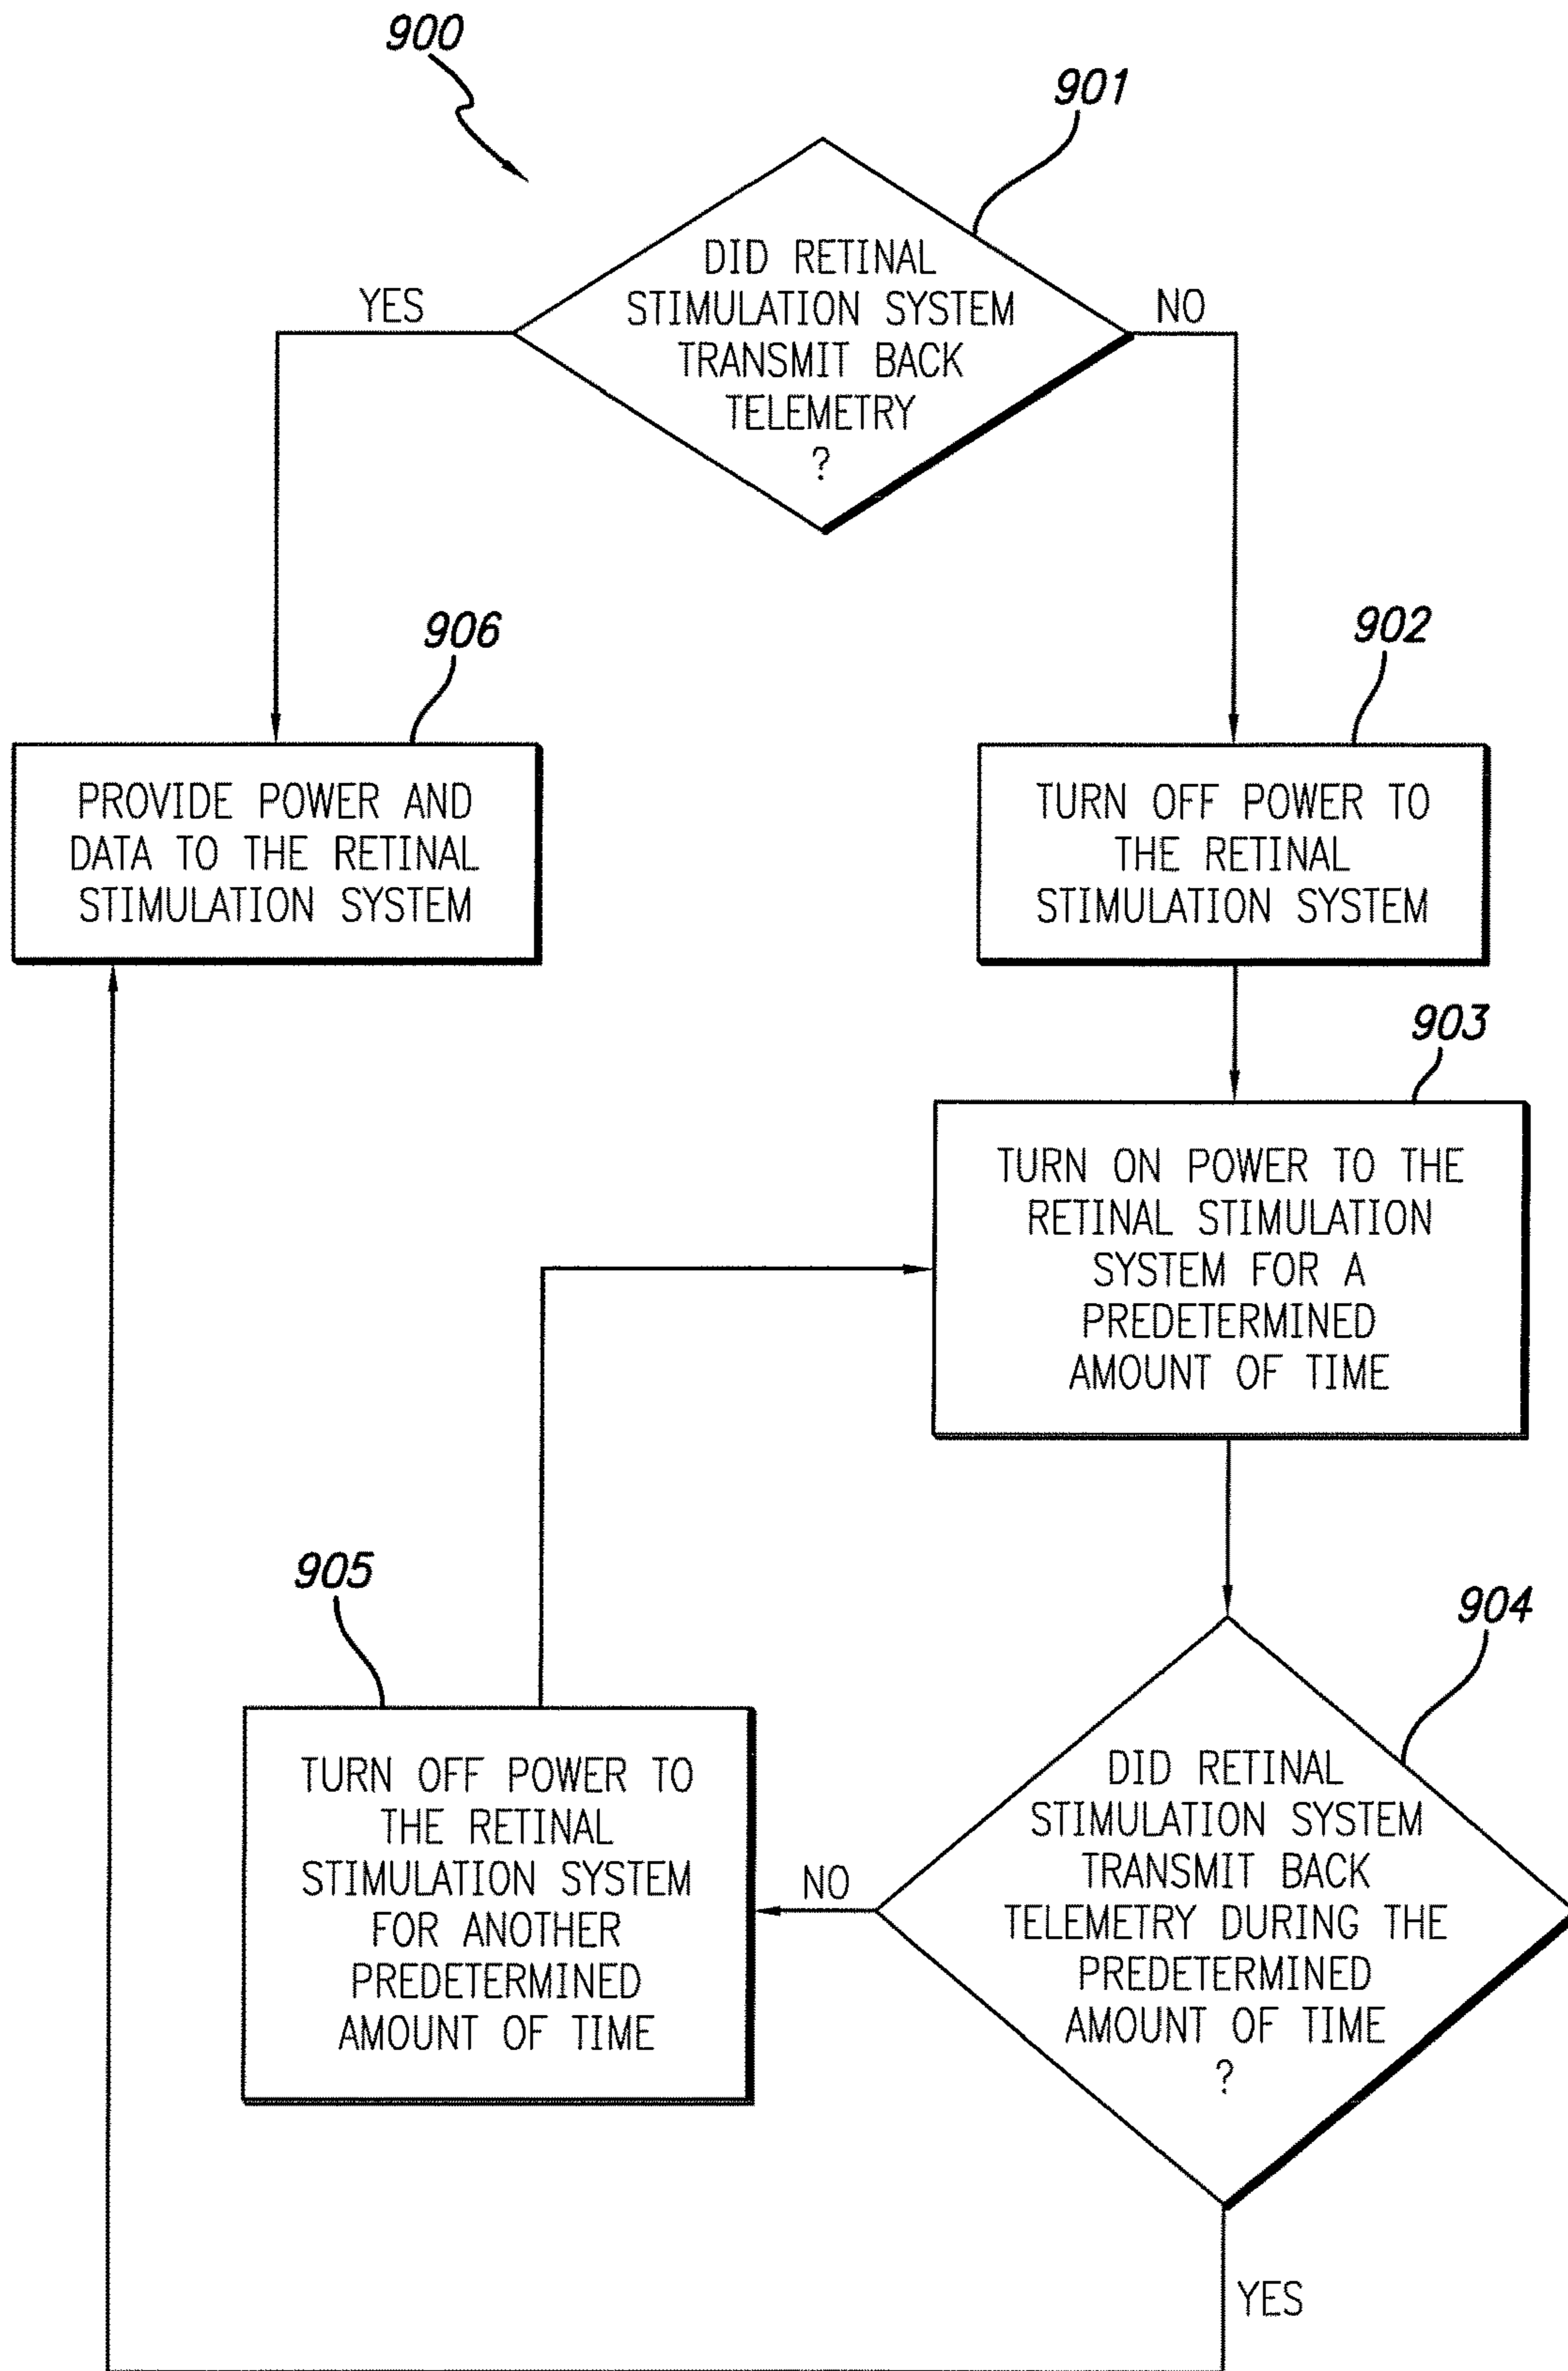 900
901
DID RETINAL
STIMULATION SYSTEM
TRANSMIT BACK
TELEMETRY
?
YES
NO
906
PROVIDE POWER AND
DATA TO THE RETINAL
STIMULATION SYSTEM
902
TURN OFF POWER TO
THE RETINAL
STIMULATION SYSTEM
903
TURN ON POWER TO THE
RETINAL STIMULATION
SYSTEM FOR A
PREDETERMINED
AMOUNT OF TIME
904
DID RETINAL
STIMULATION SYSTEM
TRANSMIT BACK
TELEMETRY DURING THE
PREDETERMINED
AMOUNT OF TIME
?
NO
905
TURN OFF POWER TO
THE RETINAL
STIMULATION SYSTEM
FOR ANOTHER
PREDETERMINED
AMOUNT OF TIME
YES